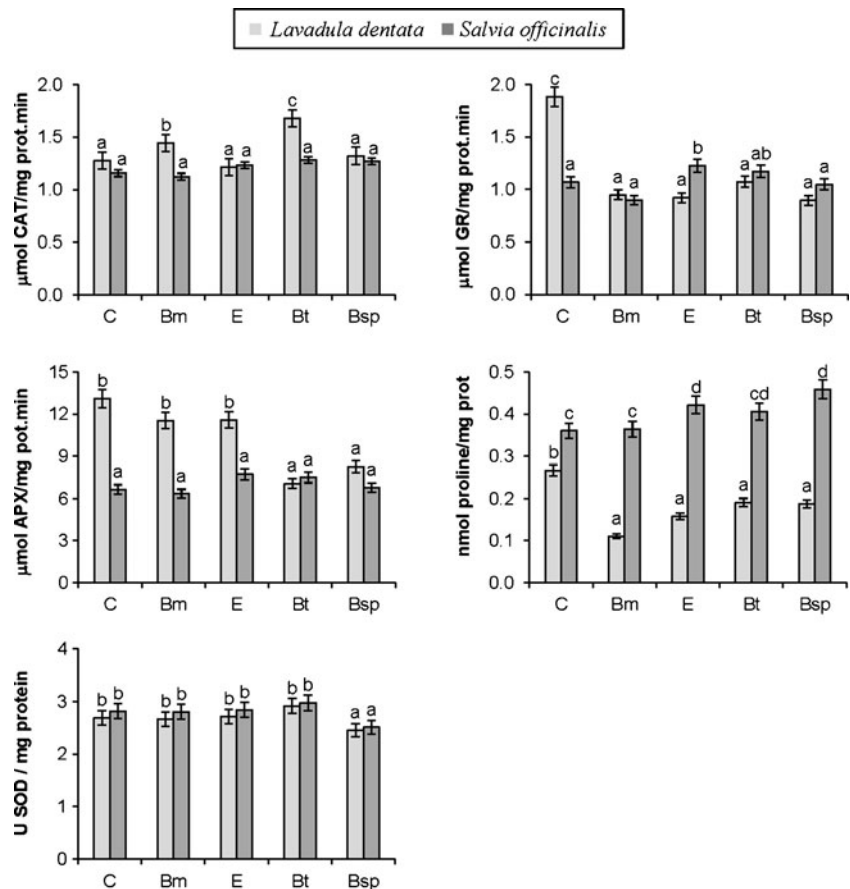 Lavadula dentata Salvia officinalis
µmol CAT/mg prot.min
2.0
1.5
1.0
0.5
0.0
a a b a a a c a a a
C Bm E Bt Bsp
µmol GR/mg prot.min
2.0
1.5
1.0
0.5
0.0
c a a a a b a ab a a
C Bm E Bt Bsp
µmol APX/mg pot.min
15
12
9
6
3
0
b a b a b a a a a a
C Bm E Bt Bsp
nmol proline/mg prot
0.5
0.4
0.3
0.2
0.1
0.0
b c a c a d a cd a d
C Bm E Bt Bsp
U SOD / mg protein
4
3
2
1
0
b b b b b b b b a a
C Bm E Bt Bsp